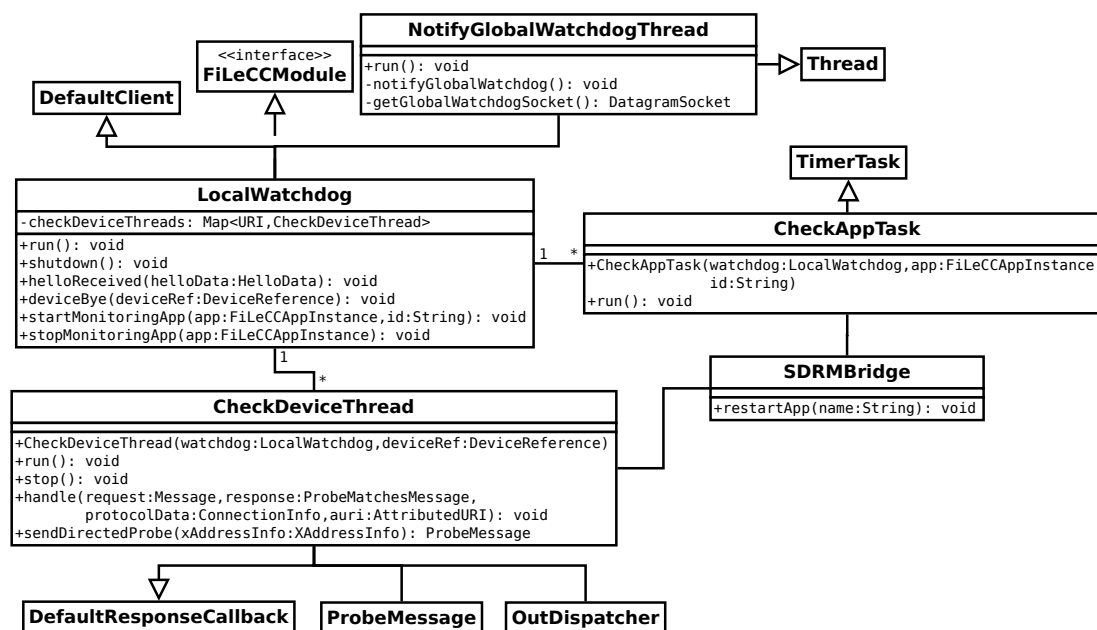 NotifyGlobalWatchdogThread
+run(): void
-notifyGlobalWatchdog(): void
-getGlobalWatchdogSocket(): DatagramSocket
<<interface>>
FiLeCCModule
Thread
DefaultClient
TimerTask
LocalWatchdog
-checkDeviceThreads: Map<URI,CheckDeviceThread>
+run(): void
+shutdown(): void
+helloReceived(helloData:HelloData): void
+deviceBye(deviceRef:DeviceReference): void
+startMonitoringApp(app:FiLeCCAppInstance,id:String): void
+stopMonitoringApp(app:FiLeCCAppInstance): void
1
*
CheckAppTask
+CheckAppTask(watchdog:LocalWatchdog,app:FiLeCCAppInstance
id:String)
+run(): void
1
*
SDRMBridge
+restartApp(name:String): void
CheckDeviceThread
+CheckDeviceThread(watchdog:LocalWatchdog,deviceRef:DeviceReference)
+run(): void
+stop(): void
+handle(request:Message,response:ProbeMatchesMessage,
protocolData:ConnectionInfo,auri:AttributedURI): void
+sendDirectedProbe(xAddressInfo:XAddressInfo): ProbeMessage
DefaultResponseCallback
ProbeMessage
OutDispatcher